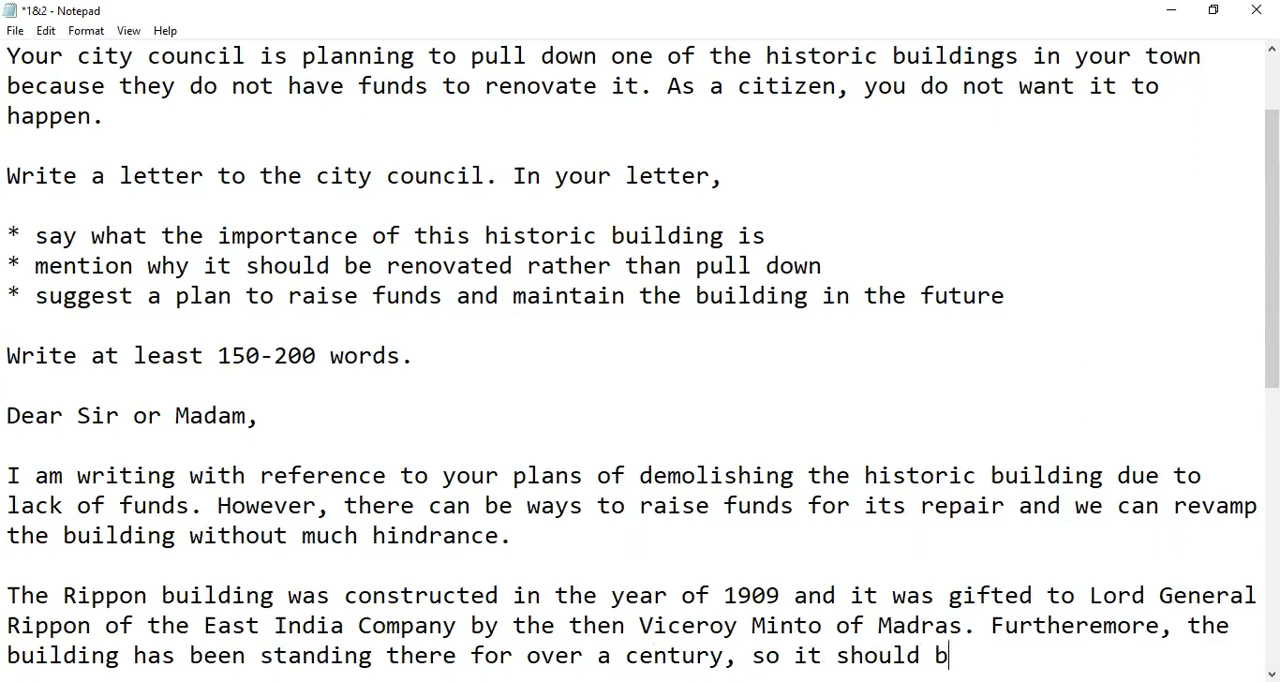 *1&2 - Notepad
File Edit Format View Help
Your city council is planning to pull down one of the historic buildings in your town
because they do not have funds to renovate it. As a citizen, you do not want it to
happen.
Write a letter to the city council. In your letter,
* say what the importance of this historic building is
* mention why it should be renovated rather than pull down
* suggest a plan to raise funds and maintain the building in the future
Write at least 150-200 words.
Dear Sir or Madam,
I am writing with reference to your plans of demolishing the historic building due to
lack of funds. However, there can be ways to raise funds for its repair and we can revamp
the building without much hindrance.
The Rippon building was constructed in the year of 1909 and it was gifted to Lord General
Rippon of the East India Company by the then Viceroy Minto of Madras. Furtheremore, the
building has been standing there for over a century, so it should b